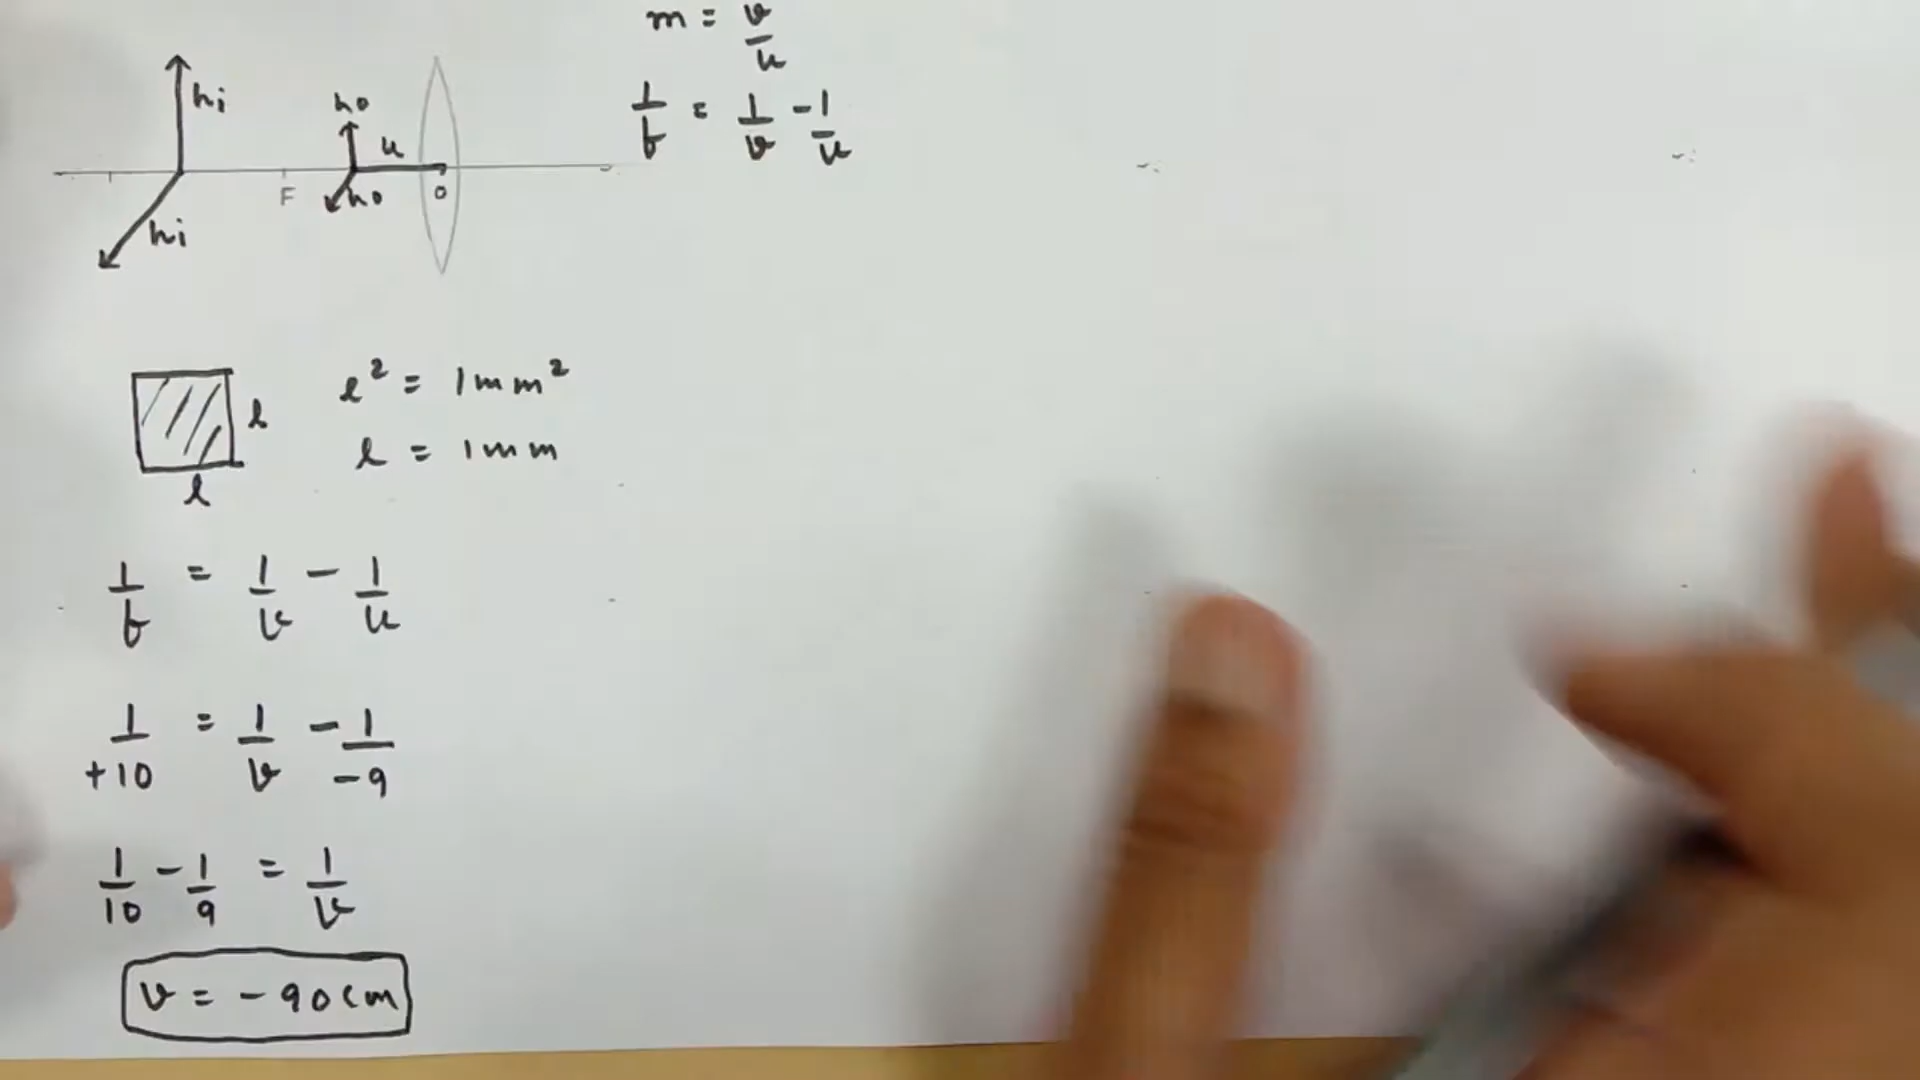 m = v/u
1/f = 1/v - 1/u
hi
ho
u
F
ho
o
hi
l² = 1mm²
l
l = 1mm
l
1/f = 1/v - 1/u
1/+10 = 1/v - 1/-9
1/10 - 1/9 = 1/v
v = -90cm